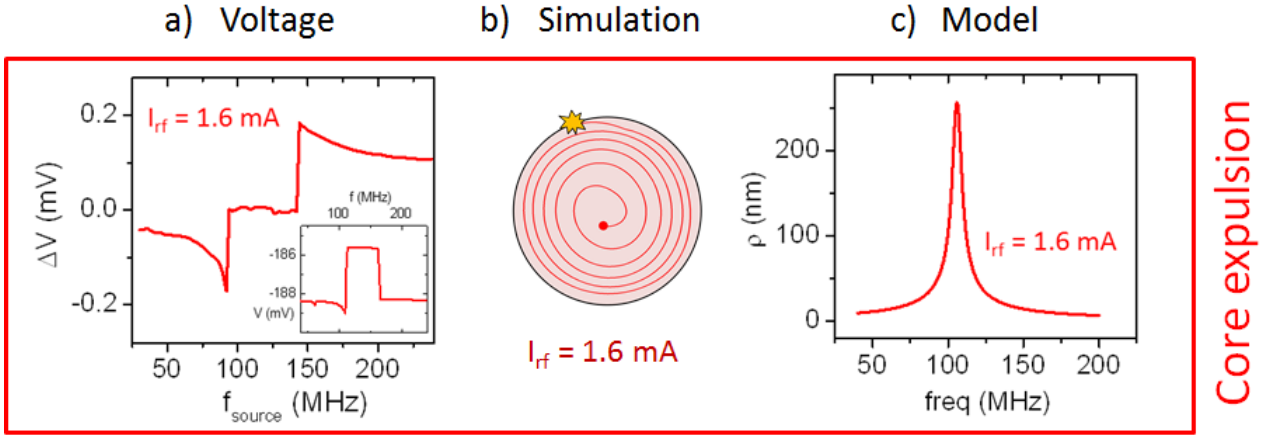 a) Voltage
b) Simulation
c) Model
0.2
0.0
-0.2
ΔV (mV)
I_rf = 1.6 mA
f (MHz)
100 200
-186
-188
V (mV)
50 100 150 200
f_source (MHz)
I_rf = 1.6 mA
200
100
0
ρ (nm)
I_rf = 1.6 mA
50 100 150 200
freq (MHz)
Core expulsion